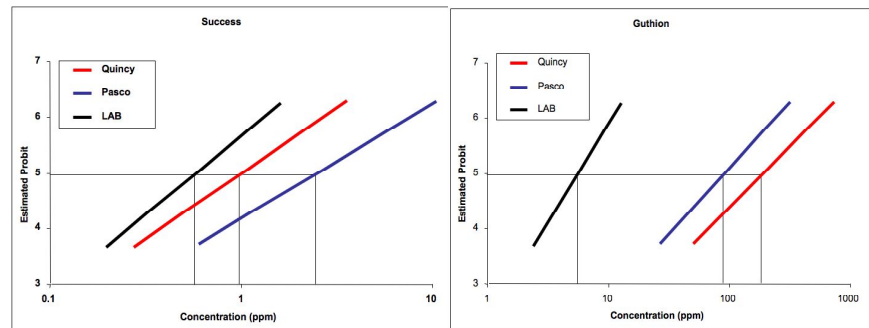 Success
7
6
5
4
3
Estimated Probit
Quincy
Pasco
LAB
0.1 1 10
Concentration (ppm)
Guthion
7
6
5
4
3
Estimated Probit
Quincy
Pasco
LAB
1 10 100 1000
Concentration (ppm)